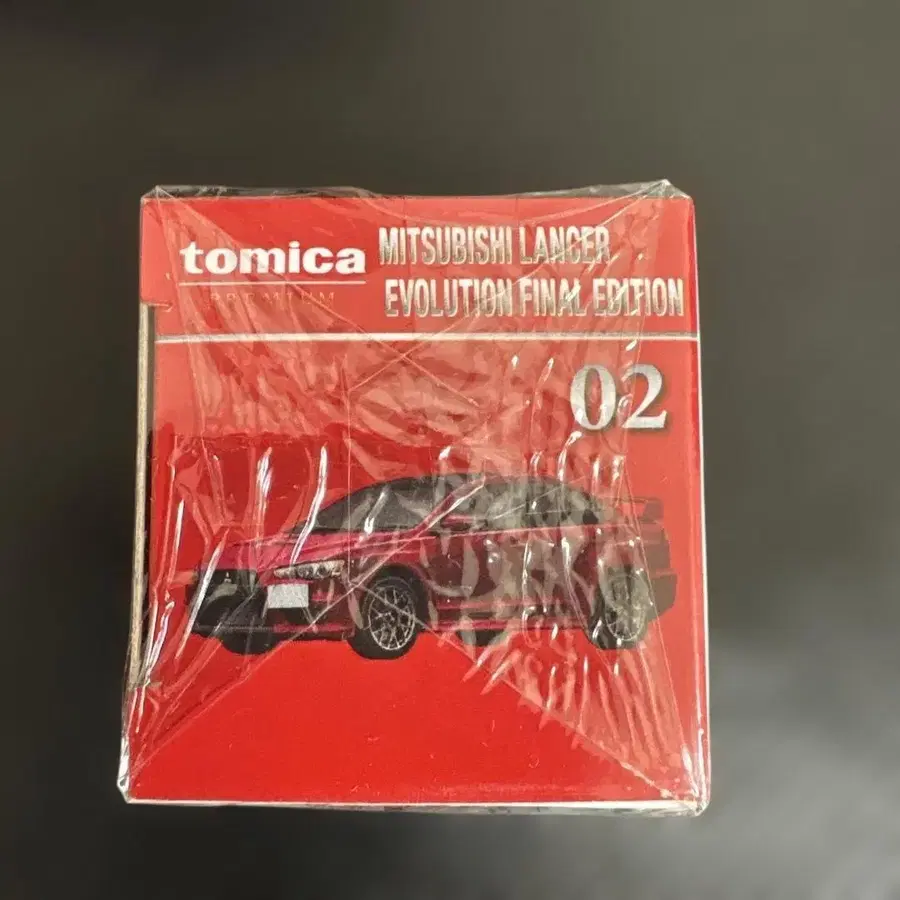 tomica
PREMIUM
MITSUBISHI LANCER
EVOLUTION FINAL EDITION
02